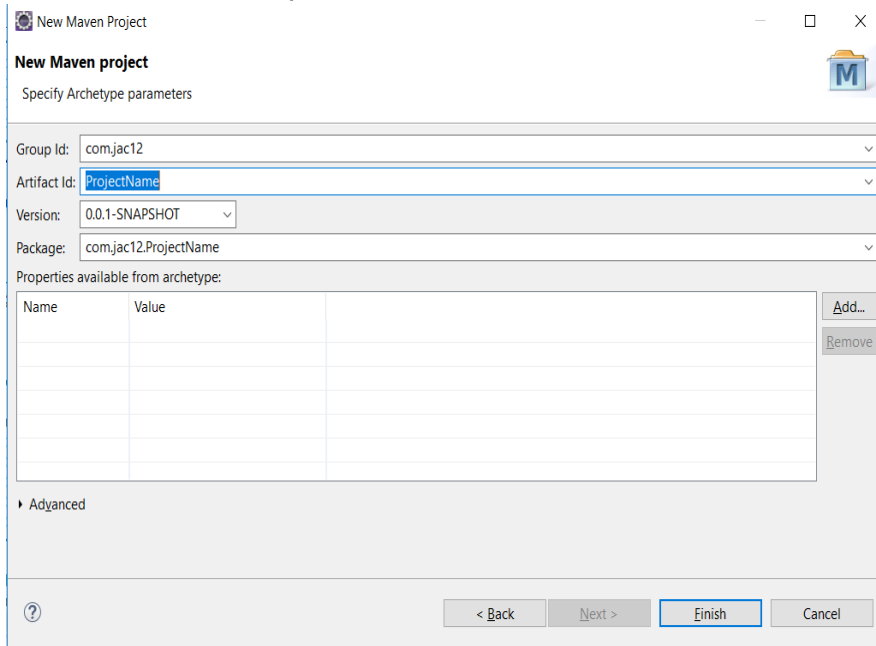 New Maven Project
New Maven project
Specify Archetype parameters
M
Group Id: com.jac12
Artifact Id: ProjectName
Version: 0.0.1-SNAPSHOT
Package: com.jac12.ProjectName
Properties available from archetype:
Name Value
Add...
Remove
Advanced
? < Back Next > Finish Cancel